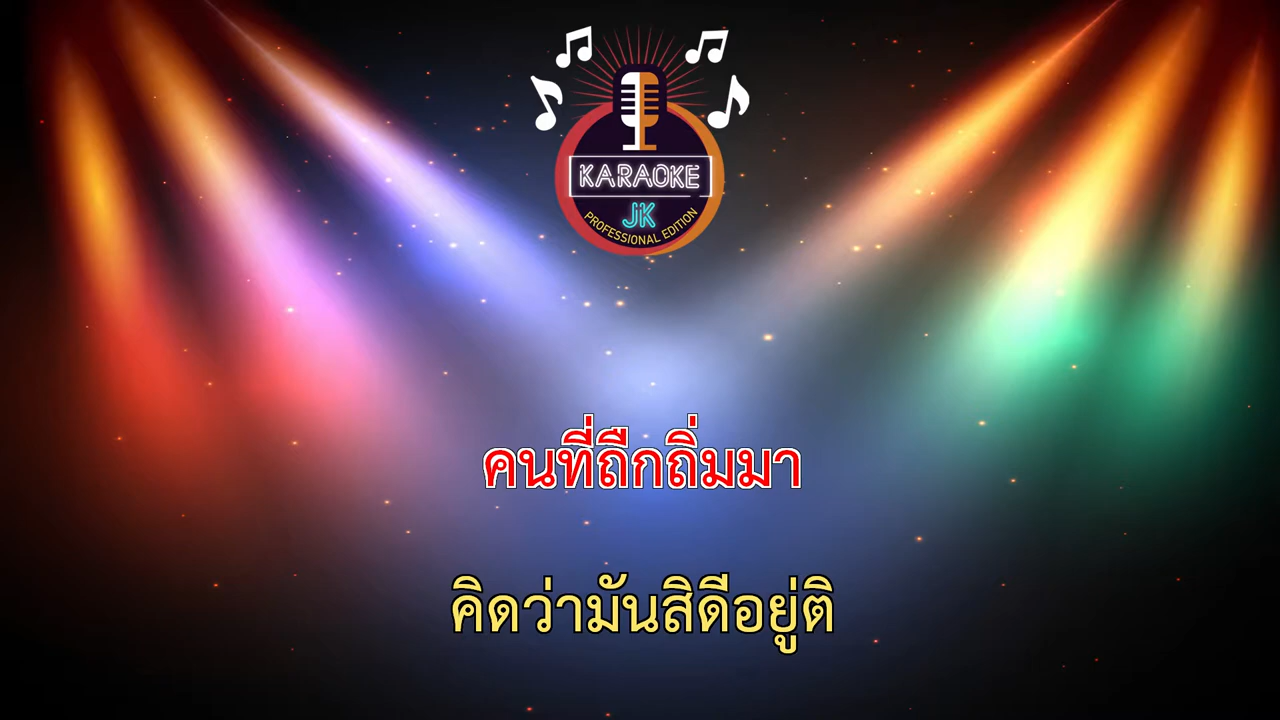 KARAOKE
JK
PROFESSIONAL EDITION
คนที่ถืกถิ่มมา
คิดว่ามันสิดีอยู่ติ